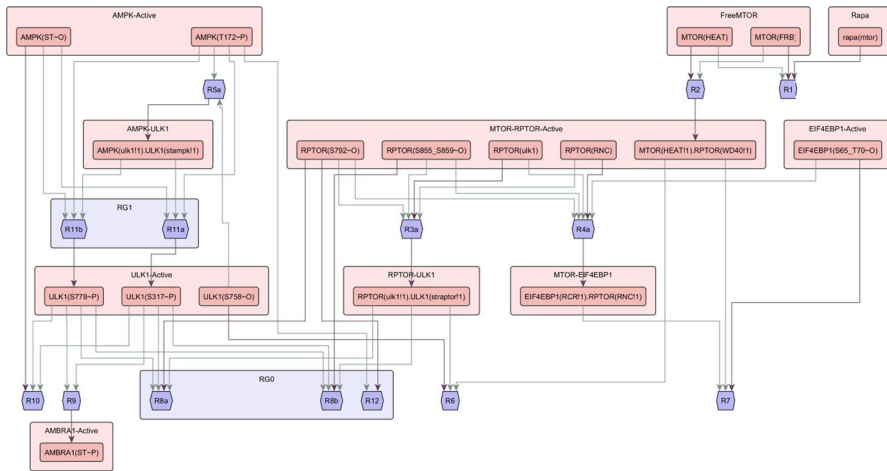 AMPK-Active
FreeMTOR
Rapa
AMPK(ST~O)
AMPK(T172~P)
MTOR(HEAT)
MTOR(FRB)
rapa(mtor)
R5a
R2
R1
AMPK-ULK1
MTOR-RPTOR-Active
EIF4EBP1-Active
AMPK(ulk1!1).ULK1(stampk!1)
RPTOR(S792~O)
RPTOR(S855_S859~O)
RPTOR(ulk1)
RPTOR(RNC)
MTOR(HEAT!1).RPTOR(WD40!1)
EIF4EBP1(S65_T70~O)
RG1
R11b
R11a
R3a
R4a
ULK1-Active
RPTOR-ULK1
MTOR-EIF4EBP1
ULK1(S778~P)
ULK1(S317~P)
ULK1(S758~O)
RPTOR(ulk1!1).ULK1(straptor!1)
EIF4EBP1(RCR!1).RPTOR(RNC!1)
RG0
R10
R9
R8a
R8b
R12
R6
R7
AMBRA1-Active
AMBRA1(ST~P)